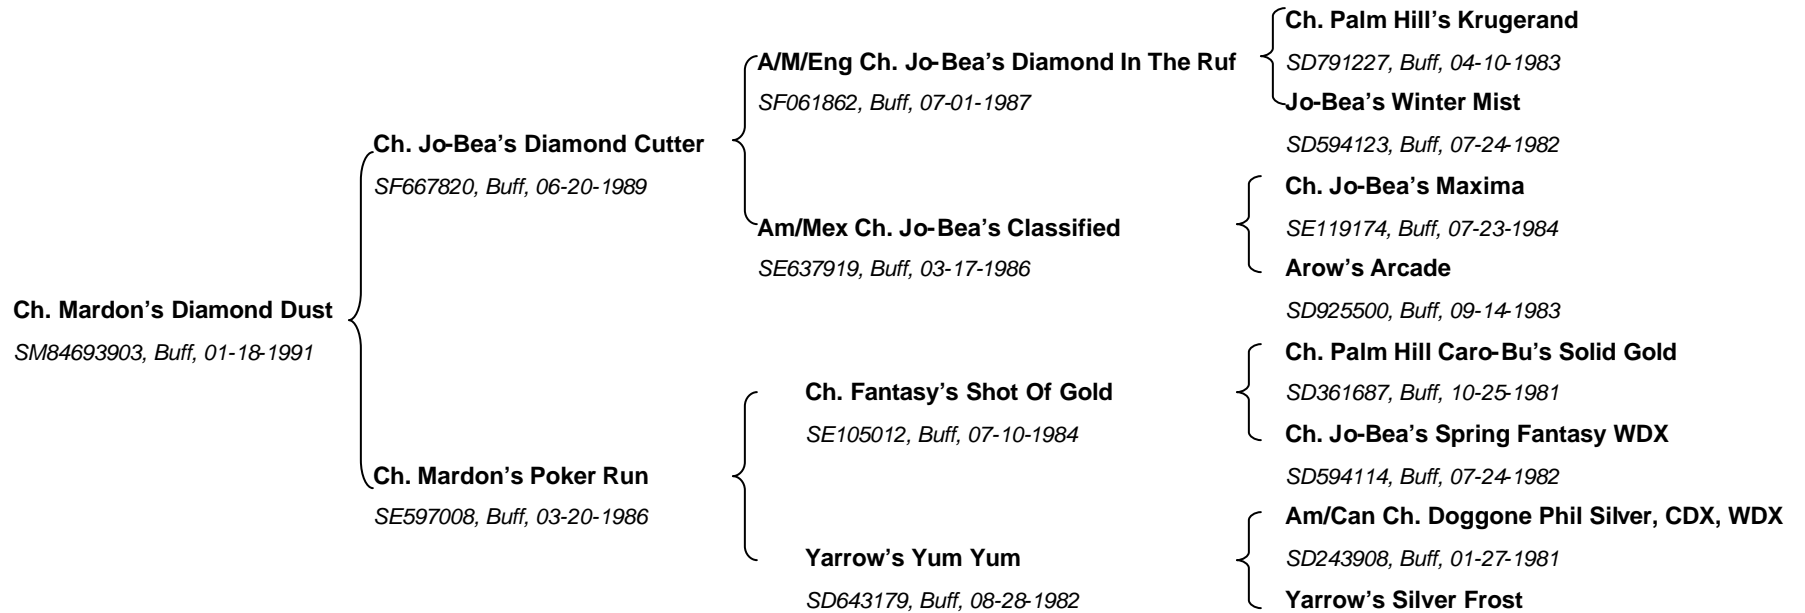 Ch. Palm Hill's Krugerand
A/M/Eng Ch. Jo-Bea's Diamond In The Ruf
SD791227, Buff, 04-10-1983
SF061862, Buff, 07-01-1987
Jo-Bea's Winter Mist
Ch. Jo-Bea's Diamond Cutter
SD594123, Buff, 07-24-1982
SF667820, Buff, 06-20-1989
Ch. Jo-Bea's Maxima
Am/Mex Ch. Jo-Bea's Classified
SE119174, Buff, 07-23-1984
SE637919, Buff, 03-17-1986
Arow's Arcade
Ch. Mardon's Diamond Dust
SD925500, Buff, 09-14-1983
SM84693903, Buff, 01-18-1991
Ch. Palm Hill Caro-Bu's Solid Gold
Ch. Fantasy's Shot Of Gold
SD361687, Buff, 10-25-1981
SE105012, Buff, 07-10-1984
Ch. Jo-Bea's Spring Fantasy WDX
Ch. Mardon's Poker Run
SD594114, Buff, 07-24-1982
SE597008, Buff, 03-20-1986
Am/Can Ch. Doggone Phil Silver, CDX, WDX
Yarrow's Yum Yum
SD243908, Buff, 01-27-1981
SD643179, Buff, 08-28-1982
Yarrow's Silver Frost